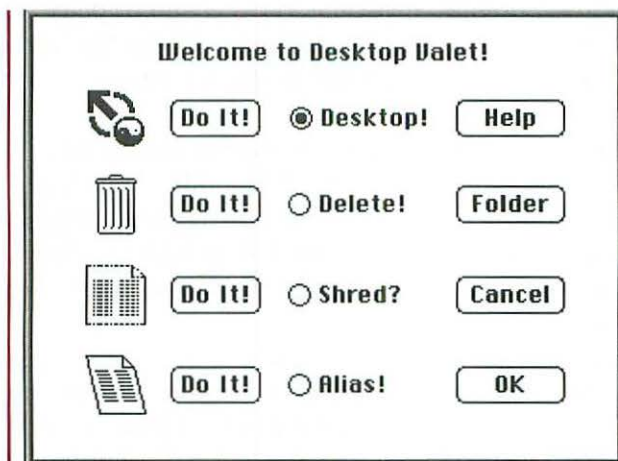 Welcome to Desktop Valet!
Do It! Desktop! Help
Do It! Delete! Folder
Do It! Shred? Cancel
Do It! Alias! OK